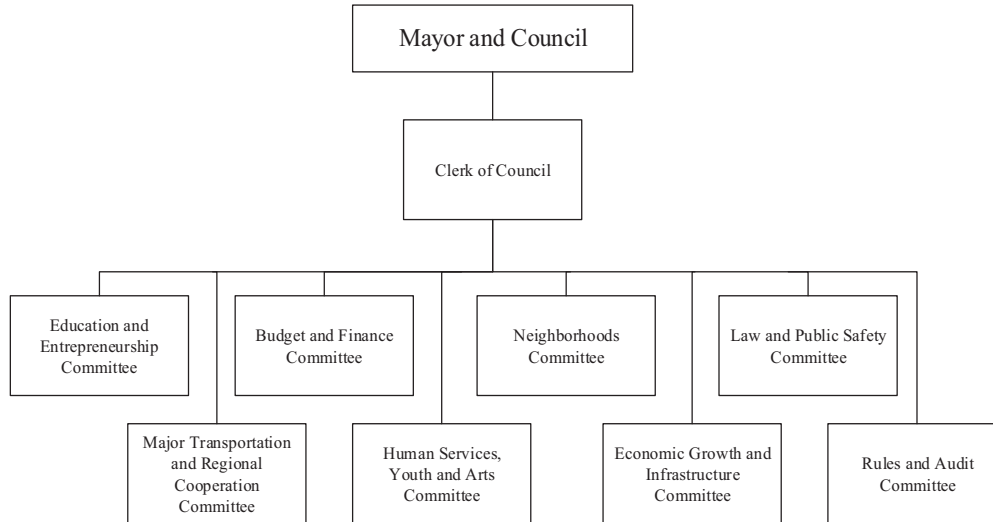 Mayor and Council
Clerk of Council
Education and
Entrepreneurship
Committee
Budget and Finance
Committee
Neighborhoods
Committee
Law and Public Safety
Committee
Major Transportation
and Regional
Cooperation
Committee
Human Services,
Youth and Arts
Committee
Economic Growth and
Infrastructure
Committee
Rules and Audit
Committee